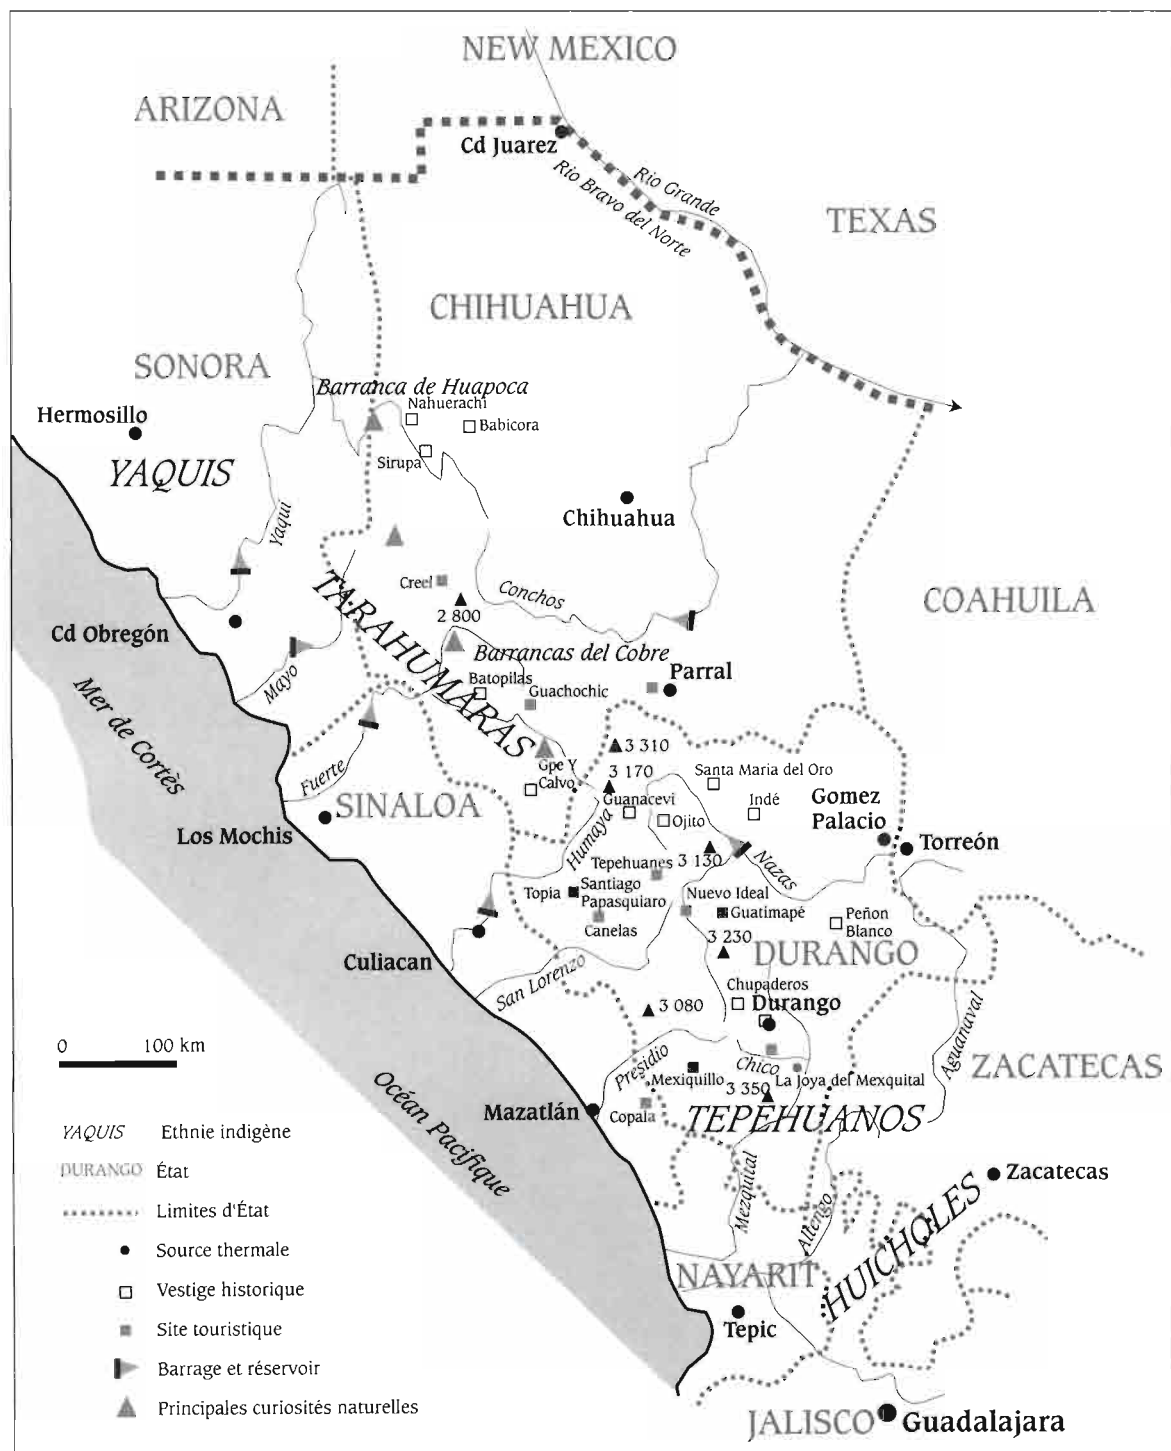 NEW MEXICO
ARIZONA
Cd Juarez
Rio Grande
Rio Bravo del Norte
TEXAS
CHIHUAHUA
SONORA
Barranca de Huapoca
Nahuerachi
Babicora
Hermosillo
Sirupa
YAQUIS
Yaqui
Chihuahua
Creel
Conchos
2 800
COAHUILA
TARAHUMARAS
Cd Obregón
Barrancas del Cobre
Parral
Mayo
Batopilas
Guachochic
Mer de Cortès
3 310
Gpe Y
Calvo
3 170
Santa Maria del Oro
Fuerte
SINALOA
Guanacevi
Indé
Gomez
Palacio
Ojito
Los Mochis
Humaya
Torreón
Tepehuanes
3 130
Nazas
Topia
Santiago
Papasquiaro
Nuevo Ideal
Guatimapé
Peñon
Blanco
Canelas
3 230
DURANGO
Culiacan
San Lorenzo
Chupaderos
3 080
Durango
Aguanaval
0 100 km
Presidio
Chico
ZACATECAS
Mexiquillo
La Joya del Mexquital
3 350
Océan Pacifique
Mazatlán
Copala
TEPEHUANOS
YAQUIS Ethnie indigène
DURANGO État
Limites d'État
Source thermale
Vestige historique
Site touristique
Barrage et réservoir
Principales curiosités naturelles
Mezquital
Altengo
Zacatecas
HUICHOLES
NAYARIT
Tepic
JALISCO
Guadalajara